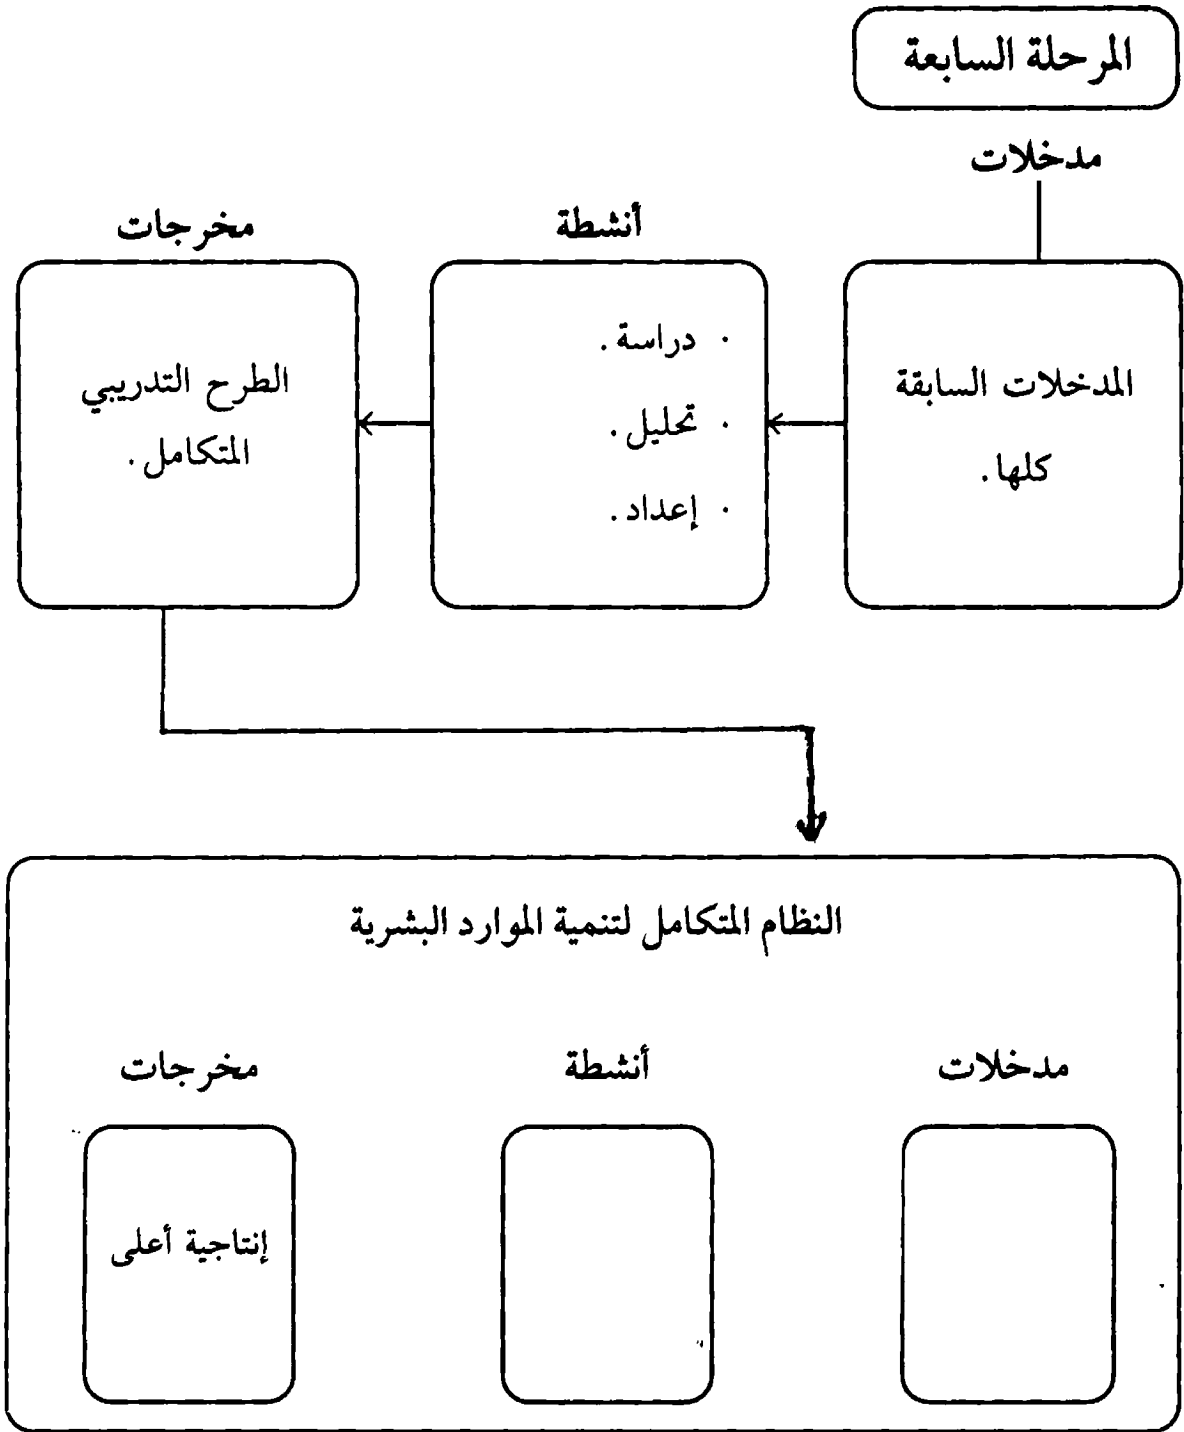 المرحلة السابعة
مدخلات
أنشطة
مخرجات
المدخلات السابقة
كلها.
· دراسة.
· تحليل.
· إعداد.
الطرح التدريبي
المتكامل.
النظام المتكامل لتنمية الموارد البشرية
مدخلات
أنشطة
مخرجات
إنتاجية أعلى